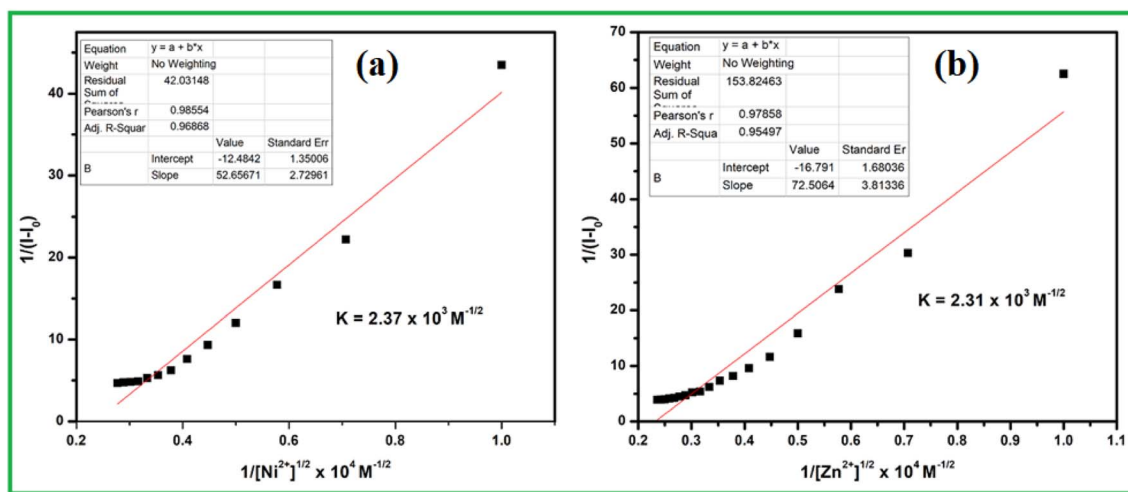 (a)
Equation y = a + b*x
Weight No Weighting
Residual 42.03148
Sum of
Pearson's r 0.98554
Adj. R-Squar 0.96868
Value Standard Err
B
Intercept -12.4842 1.35006
Slope 52.65671 2.72961
1/(I-I₀)
40
30
20
10
0
K = 2.37 x 10³ M⁻¹/²
0.2 0.4 0.6 0.8 1.0
1/[Ni²⁺]¹/² x 10⁴ M⁻¹/²
(b)
Equation y = a + b*x
Weight No Weighting
Residual 153.82463
Sum of
Pearson's r 0.97858
Adj. R-Squa 0.95497
Value Standard Er
B
Intercept -16.791 1.68036
Slope 72.5064 3.81336
1/(I-I₀)
70
60
50
40
30
20
10
0
K = 2.31 x 10³ M⁻¹/²
0.2 0.3 0.4 0.5 0.6 0.7 0.8 0.9 1.0 1.1
1/[Zn²⁺]¹/² x 10⁴ M⁻¹/²